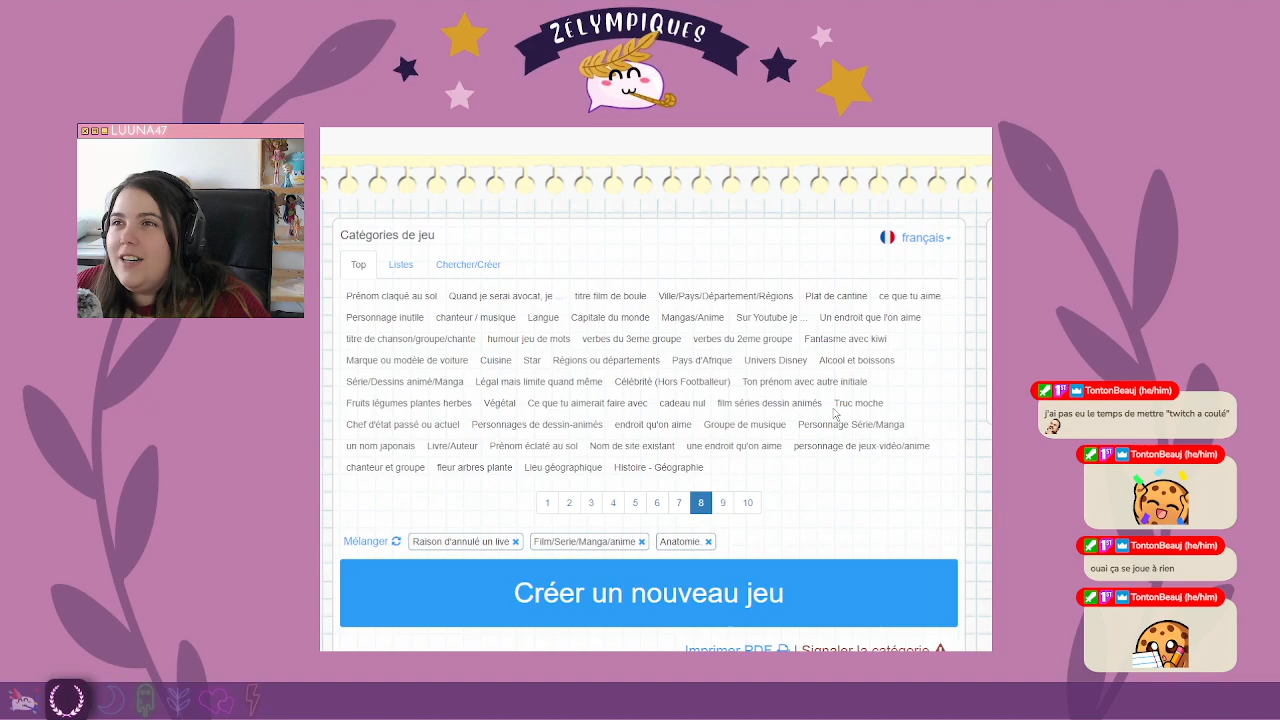 ZÉLYMPIQUES
LUUNA47
Catégories de jeu
français
Top Listes Chercher/Créer
Prénom claqué au sol Quand je serai avocat, je ... titre film de boule Ville/Pays/Département/Régions Plat de cantine ce que tu aime.
Personnage inutile chanteur / musique Langue Capitale du monde Mangas/Anime Sur Youtube je ... Un endroit que l'on aime
titre de chanson/groupe/chante humour jeu de mots verbes du 3eme groupe verbes du 2eme groupe Fantasme avec kiwi
Marque ou modèle de voiture Cuisine Star Régions ou départements Pays d'Afrique Univers Disney Alcool et boissons
Série/Dessins animé/Manga Légal mais limite quand même Célébrité (Hors Footballeur) Ton prénom avec autre initiale
fruit légumes plantes herbe Végétal Ce que tu aimerait faire avec cadeau nul film séries dessin animés Truc moche
Chef d'état passé ou actuel Personnages de dessin-animés endroit qu'on aime Groupe de musique Personnage Série/Manga
un nom japonais Livre/Auteur Prénom éclaté au sol Nom de site existant une endroit qu'on aime personnage de jeux-vidéo/anime
chanteur et groupe fleur arbres plante Lieu géographique Histoire - Géographie
1 2 3 4 5 6 7 8 9 10
Mélanger Raison d'annulé un live Film/Serie/Manga/anime Anatomie.
Créer un nouveau jeu
Imprimer PDF | Signaler la catégorie
TontonBeauj (he/him)
j'ai pas eu le temps de mettre "twitch a coulé"
TontonBeauj (he/him)
TontonBeauj (he/him)
ouai ça se joue à rien
TontonBeauj (he/him)